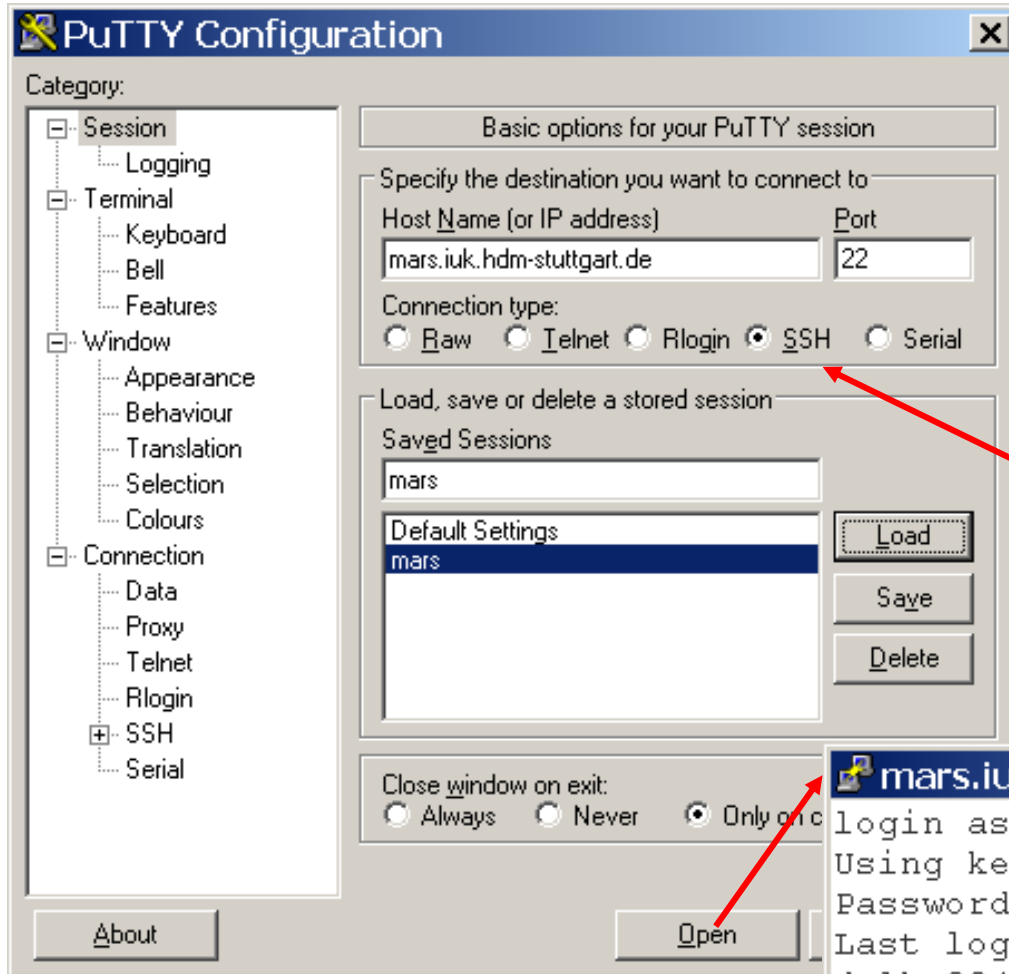 PuTTY Configuration
Category:
Session
Logging
Terminal
Keyboard
Bell
Features
Window
Appearance
Behaviour
Translation
Selection
Colours
Connection
Data
Proxy
Telnet
Rlogin
SSH
Serial
Basic options for your PuTTY session
Specify the destination you want to connect to
Host Name (or IP address) Port
mars.iuk.hdm-stuttgart.de 22
Connection type:
Raw Telnet Rlogin SSH Serial
Load, save or delete a stored session
Saved Sessions
mars
Default Settings
mars
Load
Save
Delete
Close window on exit:
Always Never Only on c
About Open
mars.iu
login as
Using ke
Password
Last log